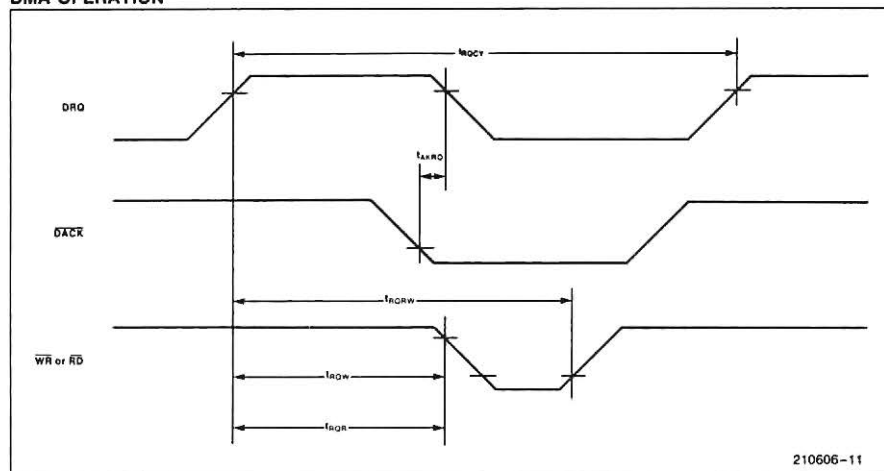 DMA OPERATION
tRQCY
DRQ
tAKRQ
DACK
tRQRW
WR or RD
tRQW
tRQR
210606-11